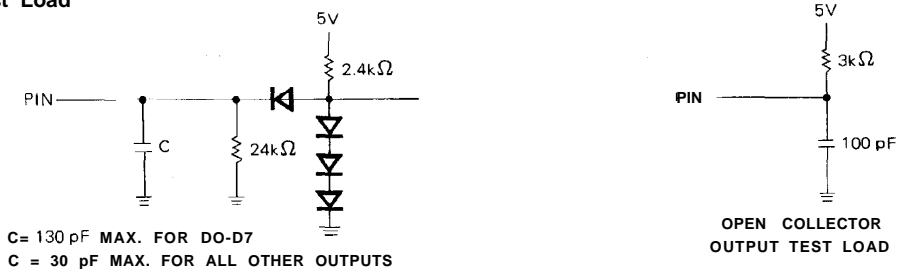 st Load
5V
2.4kΩ
PIN
C
24kΩ
C= 130 pF MAX. FOR DO-D7
C = 30 pF MAX. FOR ALL OTHER OUTPUTS
5V
3kΩ
PIN
100 pF
OPEN COLLECTOR
OUTPUT TEST LOAD